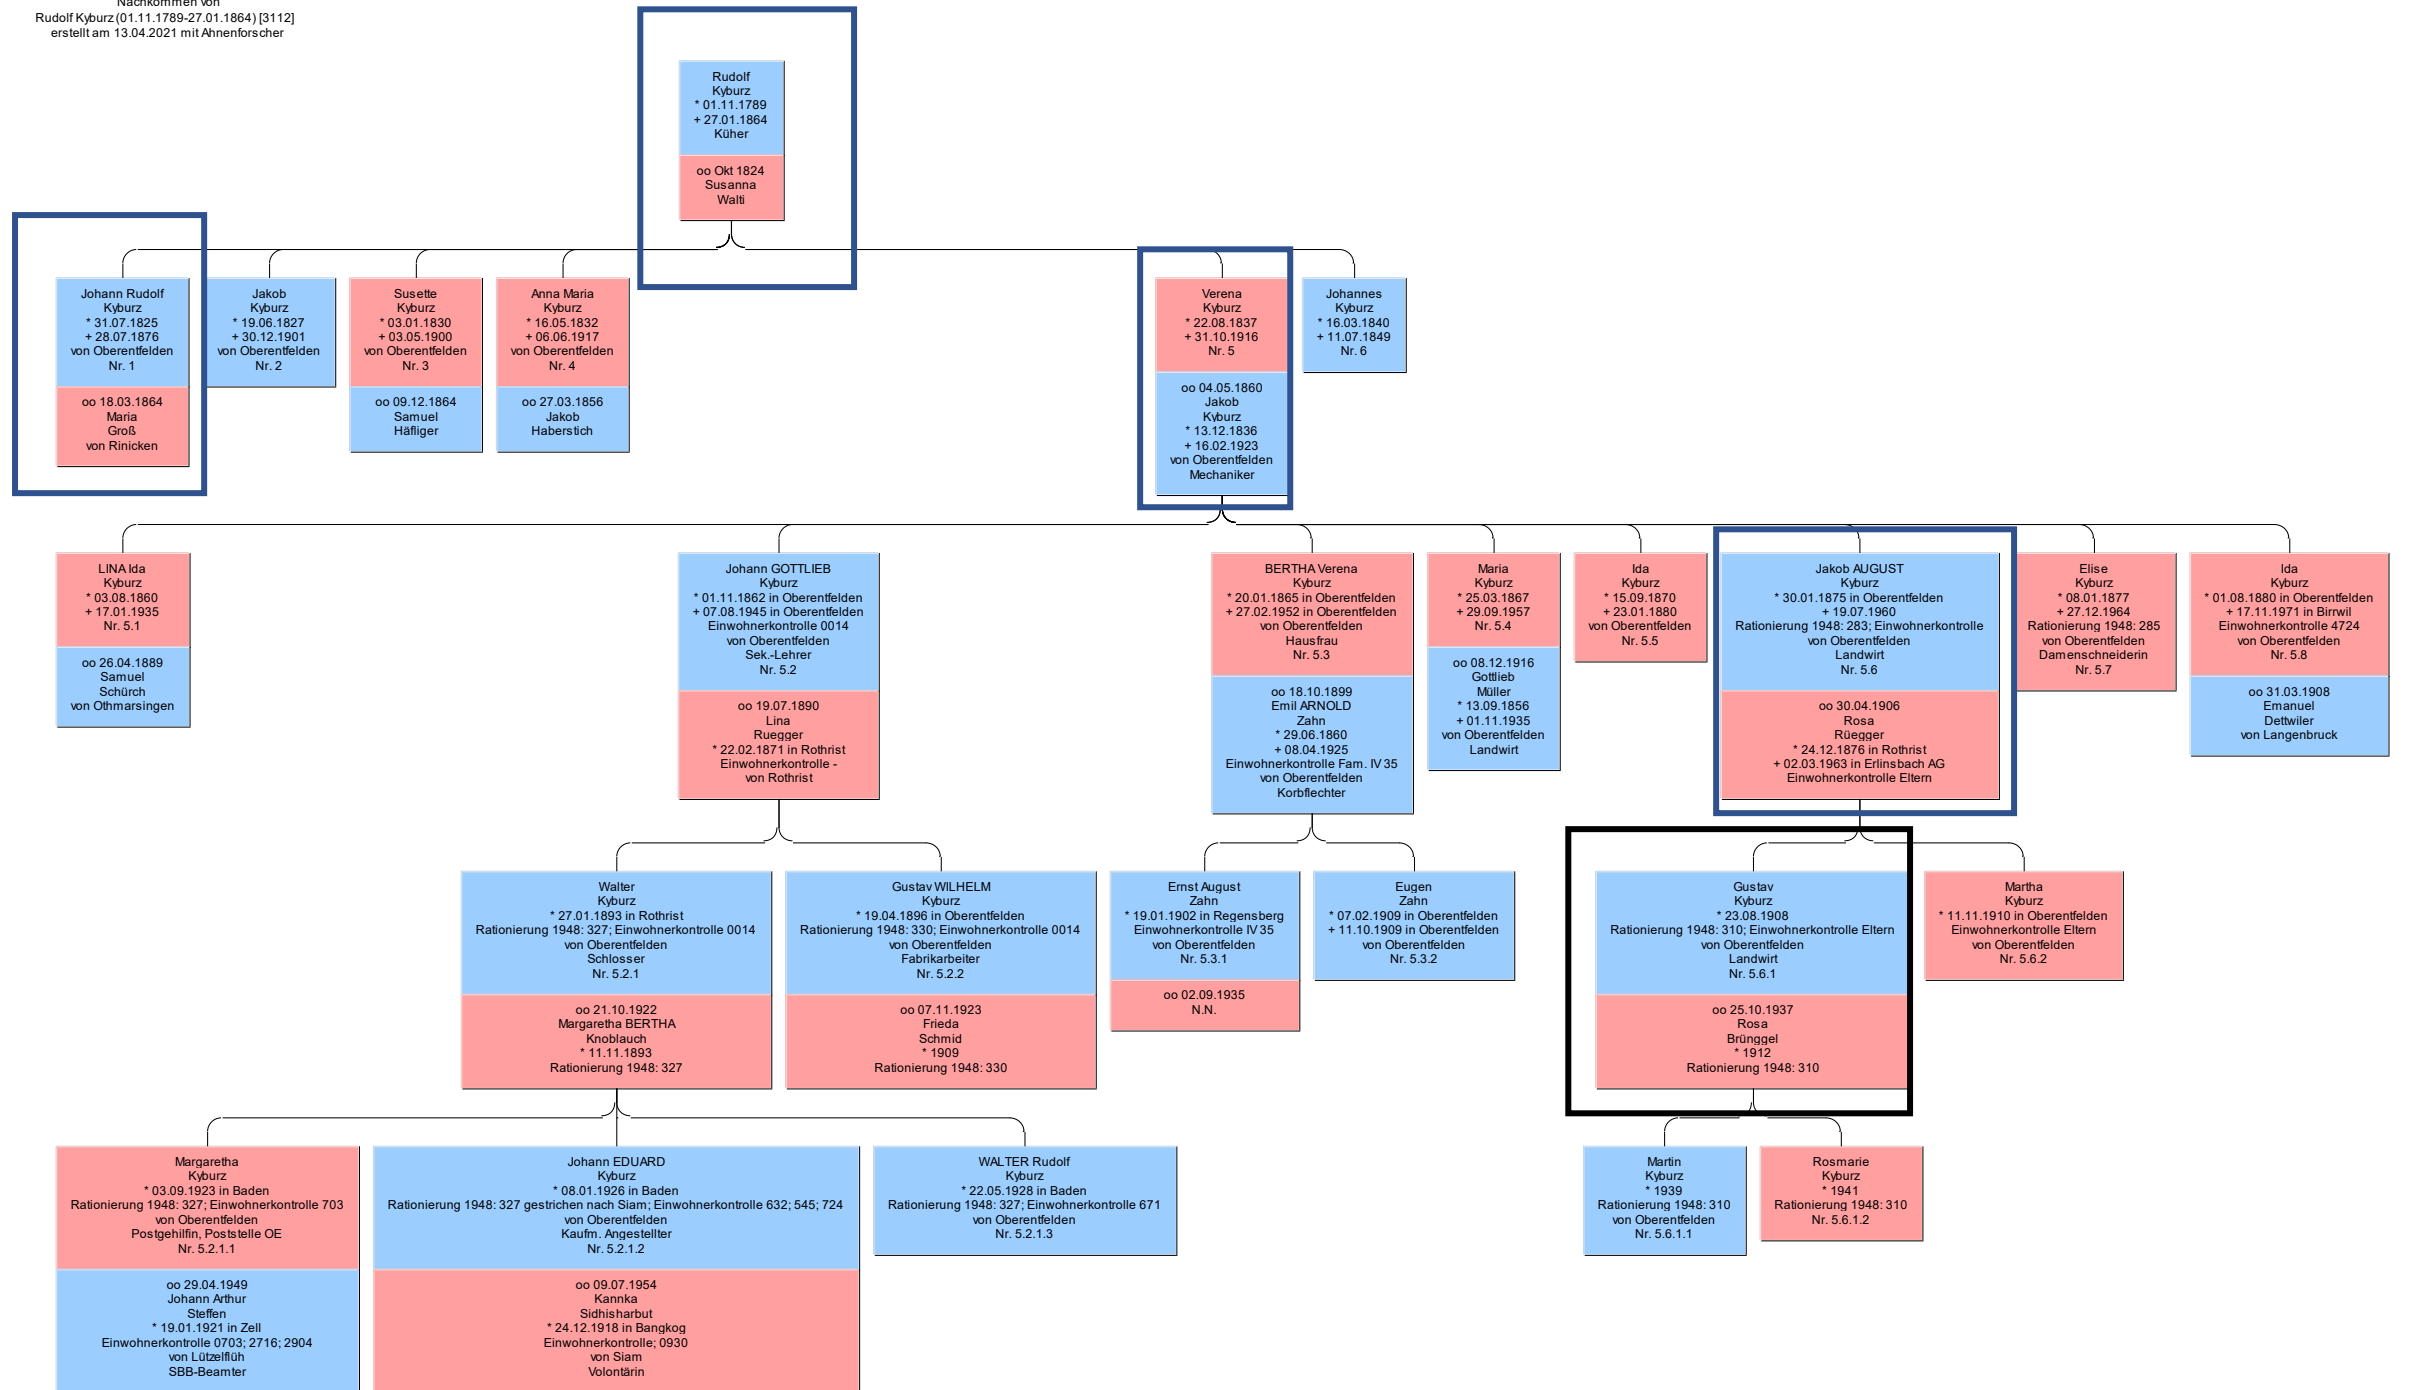 Nachkommen von
Rudolf Kyburz (01.11.1789-27.01.1864) [3112]
erstellt am 13.04.2021 mit Ahnenforscher
Rudolf
Kyburz
* 01.11.1789
+ 27.01.1864
Küher
oo Okt 1824
Susanna
Walti
Johann Rudolf
Kyburz
* 31.07.1825
+ 28.07.1876
von Oberentfelden
Nr. 1
oo 18.03.1864
Maria
Groß
von Rinicken
Jakob
Kyburz
* 19.06.1827
+ 30.12.1901
von Oberentfelden
Nr. 2
Susette
Kyburz
* 03.01.1830
+ 03.05.1900
von Oberentfelden
Nr. 3
oo 09.12.1864
Samuel
Häfliger
Anna Maria
Kyburz
* 16.05.1832
+ 06.06.1917
von Oberentfelden
Nr. 4
oo 27.03.1856
Jakob
Haberstich
Verena
Kyburz
* 22.08.1837
+ 31.10.1916
Nr. 5
oo 04.05.1860
Jakob
Kyburz
* 13.12.1836
+ 16.02.1923
von Oberentfelden
Mechaniker
Johannes
Kyburz
* 16.03.1840
+ 11.07.1849
Nr. 6
LINA Ida
Kyburz
* 03.08.1860
+ 17.01.1935
Nr. 5.1
oo 26.04.1889
Samuel
Schürch
von Othmarsingen
Johann GOTTLIEB
Kyburz
* 01.11.1862 in Oberentfelden
+ 07.08.1945 in Oberentfelden
Einwohnerkontrolle 0014
von Oberentfelden
Sek.-Lehrer
Nr. 5.2
oo 19.07.1890
Lina
Ruegger
* 22.02.1871 in Rothrist
Einwohnerkontrolle -
von Rothrist
BERTHA Verena
Kyburz
* 20.01.1865 in Oberentfelden
+ 27.02.1952 in Oberentfelden
von Oberentfelden
Hausfrau
Nr. 5.3
oo 18.10.1899
Emil ARNOLD
Zahn
* 29.06.1860
+ 08.04.1925
Einwohnerkontrolle Fam. IV 35
von Oberentfelden
Korbflechter
Maria
Kyburz
* 25.03.1867
+ 29.09.1957
Nr. 5.4
oo 08.12.1916
Gottlieb
Müller
* 13.09.1856
+ 01.11.1935
von Oberentfelden
Landwirt
Ida
Kyburz
* 15.09.1870
+ 23.01.1880
von Oberentfelden
Nr. 5.5
Jakob AUGUST
Kyburz
* 30.01.1875 in Oberentfelden
+ 19.07.1960
Rationierung 1948: 283; Einwohnerkontrolle
von Oberentfelden
Landwirt
Nr. 5.6
oo 30.04.1906
Rosa
Rüegger
* 24.12.1876 in Rothrist
+ 02.03.1963 in Erlinsbach AG
Einwohnerkontrolle Eltern
Elise
Kyburz
* 08.01.1877
+ 27.12.1964
Rationierung 1948: 285
von Oberentfelden
Damenschneiderin
Nr. 5.7
Ida
Kyburz
* 01.08.1880 in Oberentfelden
+ 17.11.1971 in Birrwil
Einwohnerkontrolle 4724
von Oberentfelden
Nr. 5.8
oo 31.03.1908
Emanuel
Dettwiler
von Langenbruck
Walter
Kyburz
* 27.01.1893 in Rothrist
Rationierung 1948: 327; Einwohnerkontrolle 0014
von Oberentfelden
Schlosser
Nr. 5.2.1
oo 21.10.1922
Margaretha BERTHA
Knoblauch
* 11.11.1893
Rationierung 1948: 327
Gustav WILHELM
Kyburz
* 19.04.1896 in Oberentfelden
Rationierung 1948: 330; Einwohnerkontrolle 0014
von Oberentfelden
Fabrikarbeiter
Nr. 5.2.2
oo 07.11.1923
Frieda
Schmid
* 1909
Rationierung 1948: 330
Ernst August
Zahn
* 19.01.1902 in Regensberg
Einwohnerkontrolle IV 35
von Oberentfelden
Nr. 5.3.1
oo 02.09.1935
N.N.
Eugen
Zahn
* 07.02.1909 in Oberentfelden
+ 11.10.1909 in Oberentfelden
von Oberentfelden
Nr. 5.3.2
Gustav
Kyburz
* 23.08.1908
Rationierung 1948: 310; Einwohnerkontrolle Eltern
von Oberentfelden
Landwirt
Nr. 5.6.1
oo 25.10.1937
Rosa
Brünggel
* 1912
Rationierung 1948: 310
Martha
Kyburz
* 11.11.1910 in Oberentfelden
Einwohnerkontrolle Eltern
von Oberentfelden
Nr. 5.6.2
Margaretha
Kyburz
* 03.09.1923 in Baden
Rationierung 1948: 327; Einwohnerkontrolle 703
von Oberentfelden
Postgehilfin, Poststelle OE
Nr. 5.2.1.1
oo 29.04.1949
Johann Arthur
Steffen
* 19.01.1921 in Zell
Einwohnerkontrolle 0703; 2716; 2904
von Lützelflüh
SBB-Beamter
Johann EDUARD
Kyburz
* 08.01.1926 in Baden
Rationierung 1948: 327 gestrichen nach Siam; Einwohnerkontrolle 632; 545; 724
von Oberentfelden
Kaufm. Angestellter
Nr. 5.2.1.2
oo 09.07.1954
Kannka
Sidhisharbut
* 24.12.1918 in Bangkog
Einwohnerkontrolle; 0930
von Siam
Volontärin
WALTER Rudolf
Kyburz
* 22.05.1928 in Baden
Rationierung 1948: 327; Einwohnerkontrolle 671
von Oberentfelden
Nr. 5.2.1.3
Martin
Kyburz
* 1939
Rationierung 1948: 310
von Oberentfelden
Nr. 5.6.1.1
Rosmarie
Kyburz
* 1941
Rationierung 1948: 310
Nr. 5.6.1.2